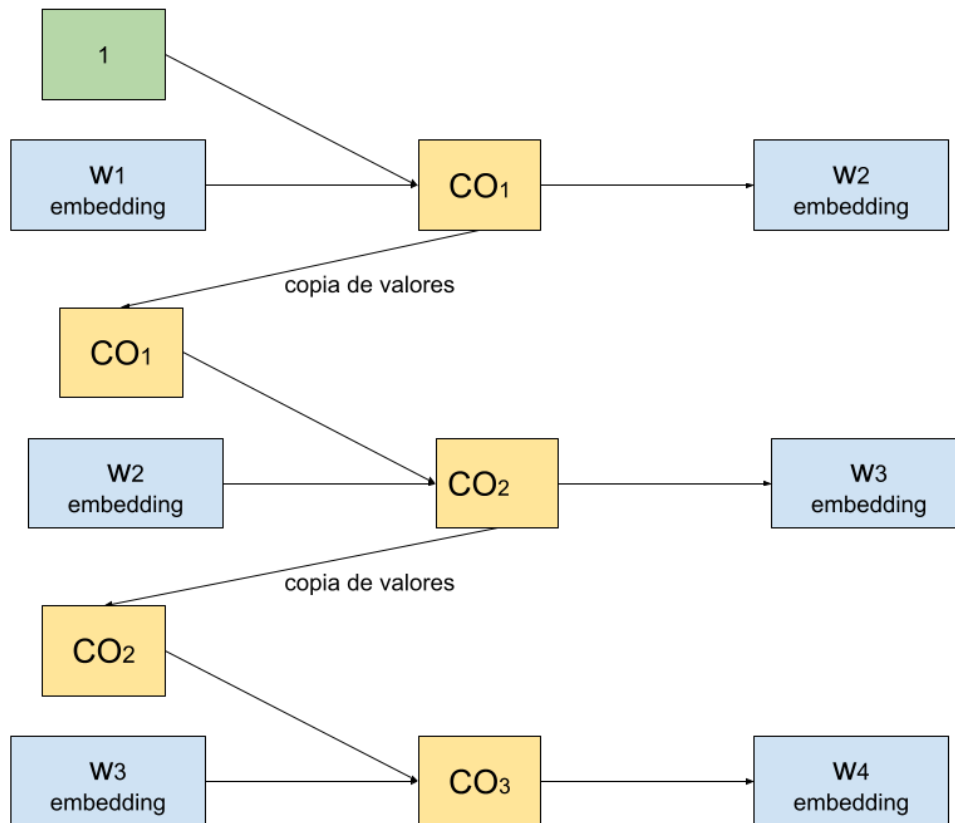 1
W1
embedding
CO1
W2
embedding
copia de valores
CO1
W2
embedding
CO2
W3
embedding
copia de valores
CO2
W3
embedding
CO3
W4
embedding